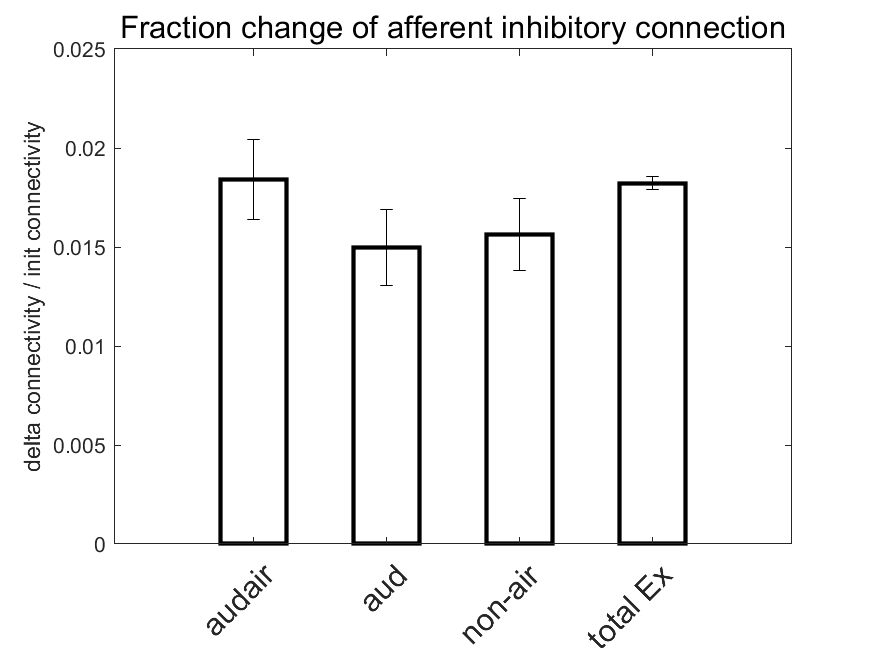 Fraction change of afferent inhibitory connection
delta connectivity / init connectivity
0.025
0.02
0.015
0.01
0.005
0
audair
aud
non-air
total Ex